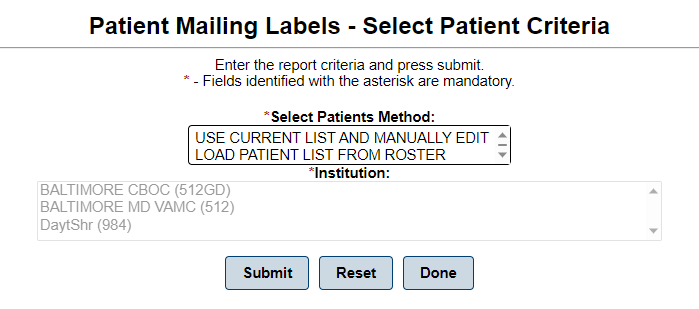 Patient Mailing Labels - Select Patient Criteria
Enter the report criteria and press submit.
* - Fields identified with the asterisk are mandatory.
*Select Patients Method:
USE CURRENT LIST AND MANUALLY EDIT
LOAD PATIENT LIST FROM ROSTER
*Institution:
BALTIMORE CBOC (512GD)
BALTIMORE MD VAMC (512)
DaytShr (984)
Submit Reset Done